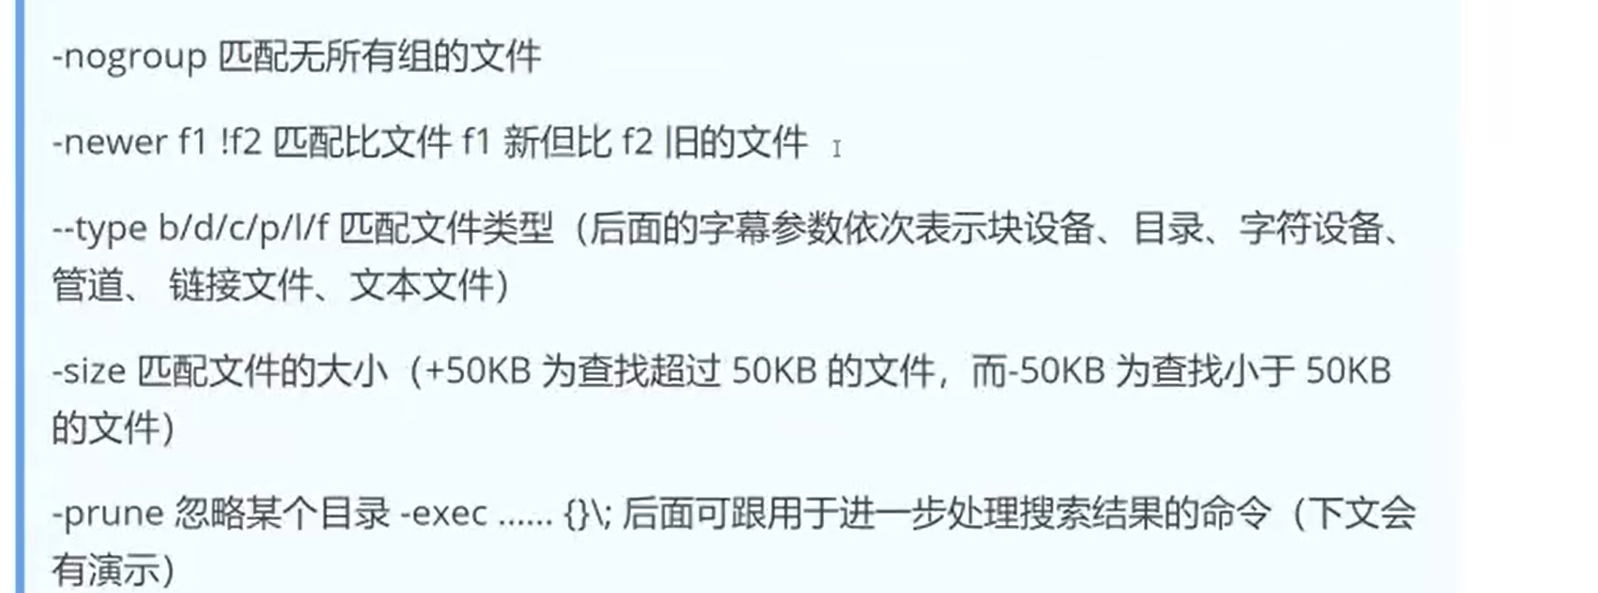 -nogroup 匹配无所有组的文件
-newer f1 !f2 匹配比文件 f1 新但比 f2 旧的文件
--type b/d/c/p/l/f 匹配文件类型（后面的字幕参数依次表示块设备、目录、字符设备、
管道、 链接文件、文本文件）
-size 匹配文件的大小（+50KB 为查找超过 50KB 的文件，而-50KB 为查找小于 50KB
的文件）
-prune 忽略某个目录 -exec …… {}\; 后面可跟用于进一步处理搜索结果的命令（下文会
有演示）